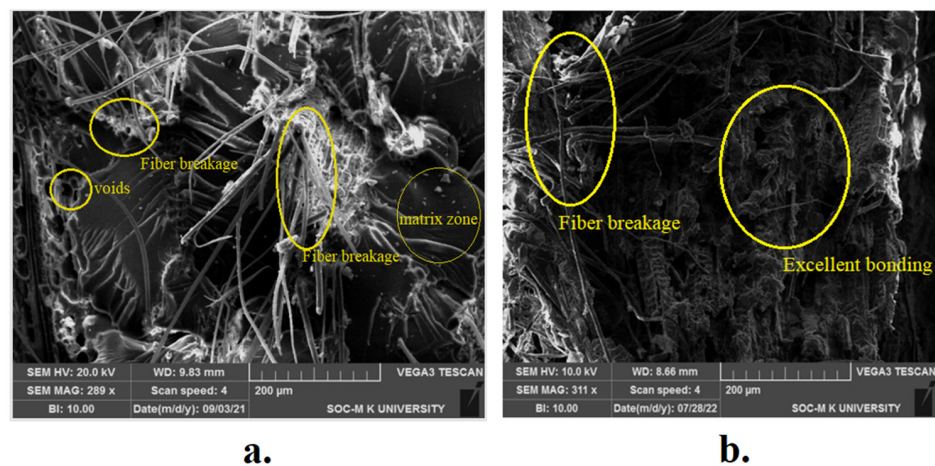 Fiber breakage
voids
matrix zone
Fiber breakage
SEM HV: 20.0 kV WD: 9.83 mm VEGA3 TESCAN
SEM MAG: 289 x Scan speed: 4 200 µm
BI: 10.00 Date(m/d/y): 09/03/21 SOC-M K UNIVERSITY
a.
Fiber breakage
Excellent bonding
SEM HV: 10.0 kV WD: 8.66 mm VEGA3 TESCAN
SEM MAG: 311 x Scan speed: 4 200 µm
BI: 10.00 Date(m/d/y): 07/28/22 SOC-M K UNIVERSITY
b.